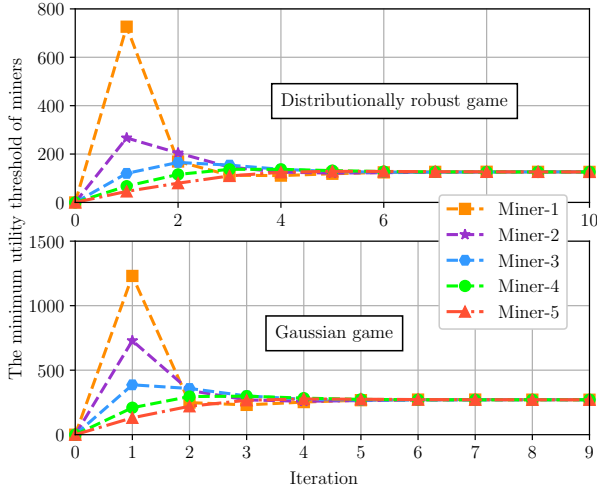 The minimum utility threshold of miners
800
600
400
200
0
Distributionally robust game
0 2 4 6 8 10
Miner-1
Miner-2
Miner-3
Miner-4
Miner-5
1500
1000
500
0
Gaussian game
0 1 2 3 4 5 6 7 8 9
Iteration